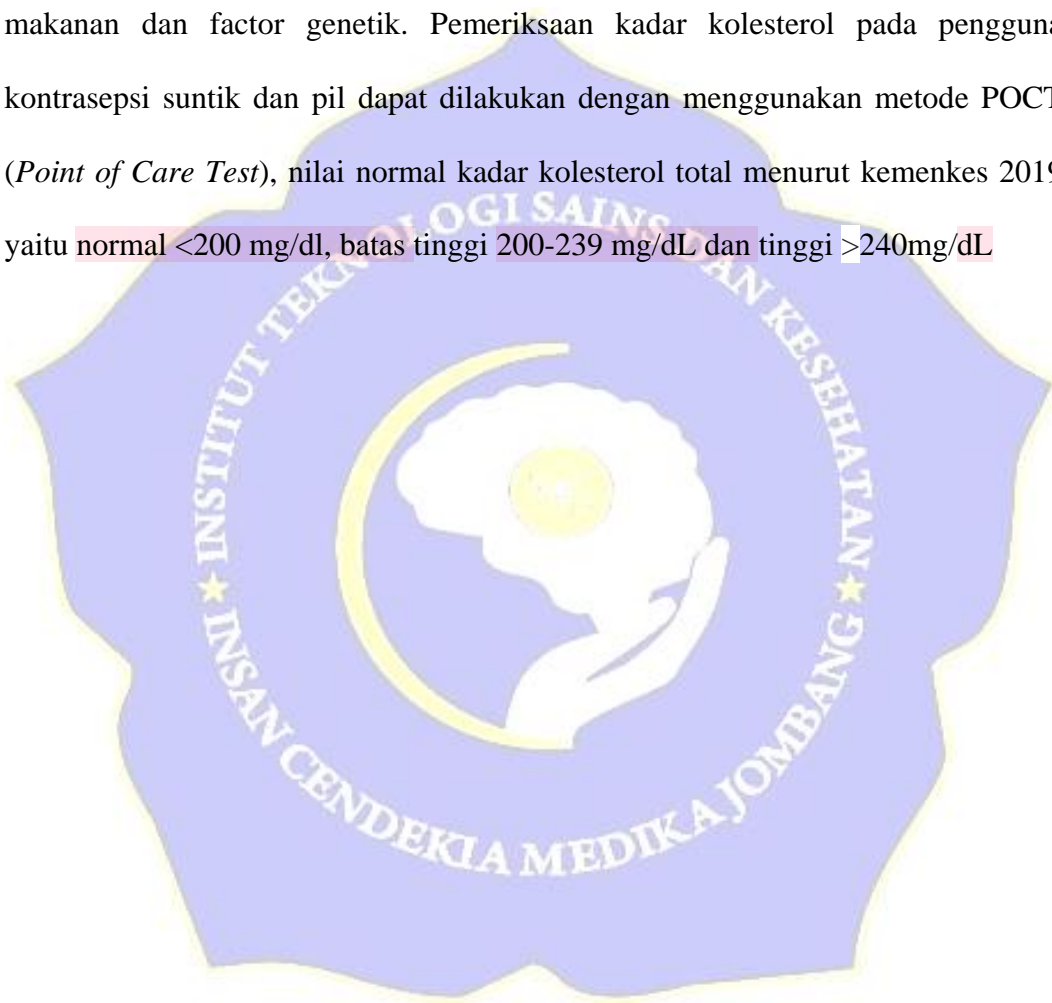 makanan dan factor genetik. Pemeriksaan kadar kolesterol pada pengguna
kontrasepsi suntik dan pil dapat dilakukan dengan menggunakan metode POCT
(Point of Care Test), nilai normal kadar kolesterol total menurut kemenkes 2019
yaitu normal <200 mg/dl, batas tinggi 200-239 mg/dL dan tinggi >240mg/dL
INSTITUT TEKNOLOGI SAINS DAN KESEHATAN
INSAN CENDEKIA MEDIKA JOMBANG